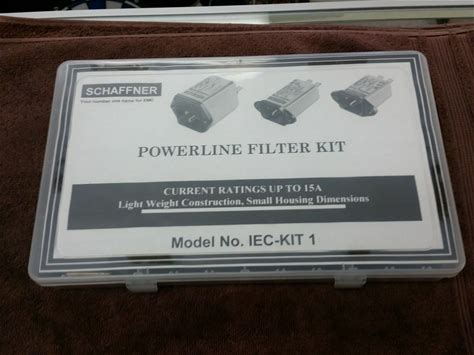 SCHAFFNER
Your number one name for EMC
POWERLINE FILTER KIT
CURRENT RATINGS UP TO 15A
Light Weight Construction, Small Housing Dimensions
Model No. IEC-KIT 1